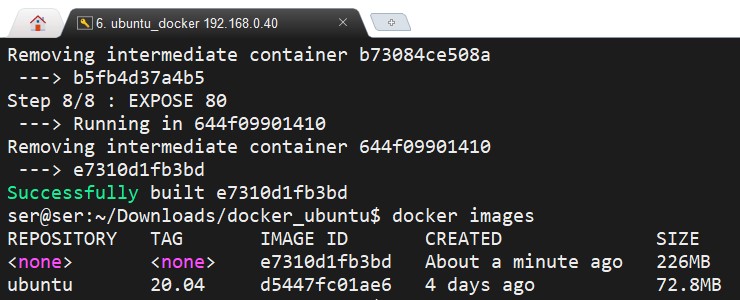 6. ubuntu_docker 192.168.0.40
Removing intermediate container b73084ce508a
---> b5fb4d37a4b5
Step 8/8 : EXPOSE 80
---> Running in 644f09901410
Removing intermediate container 644f09901410
---> e7310d1fb3bd
Successfully built e7310d1fb3bd
ser@ser:~/Downloads/docker_ubuntu$ docker images
REPOSITORY TAG IMAGE ID CREATED SIZE
<none> <none> e7310d1fb3bd About a minute ago 226MB
ubuntu 20.04 d5447fc01ae6 4 days ago 72.8MB